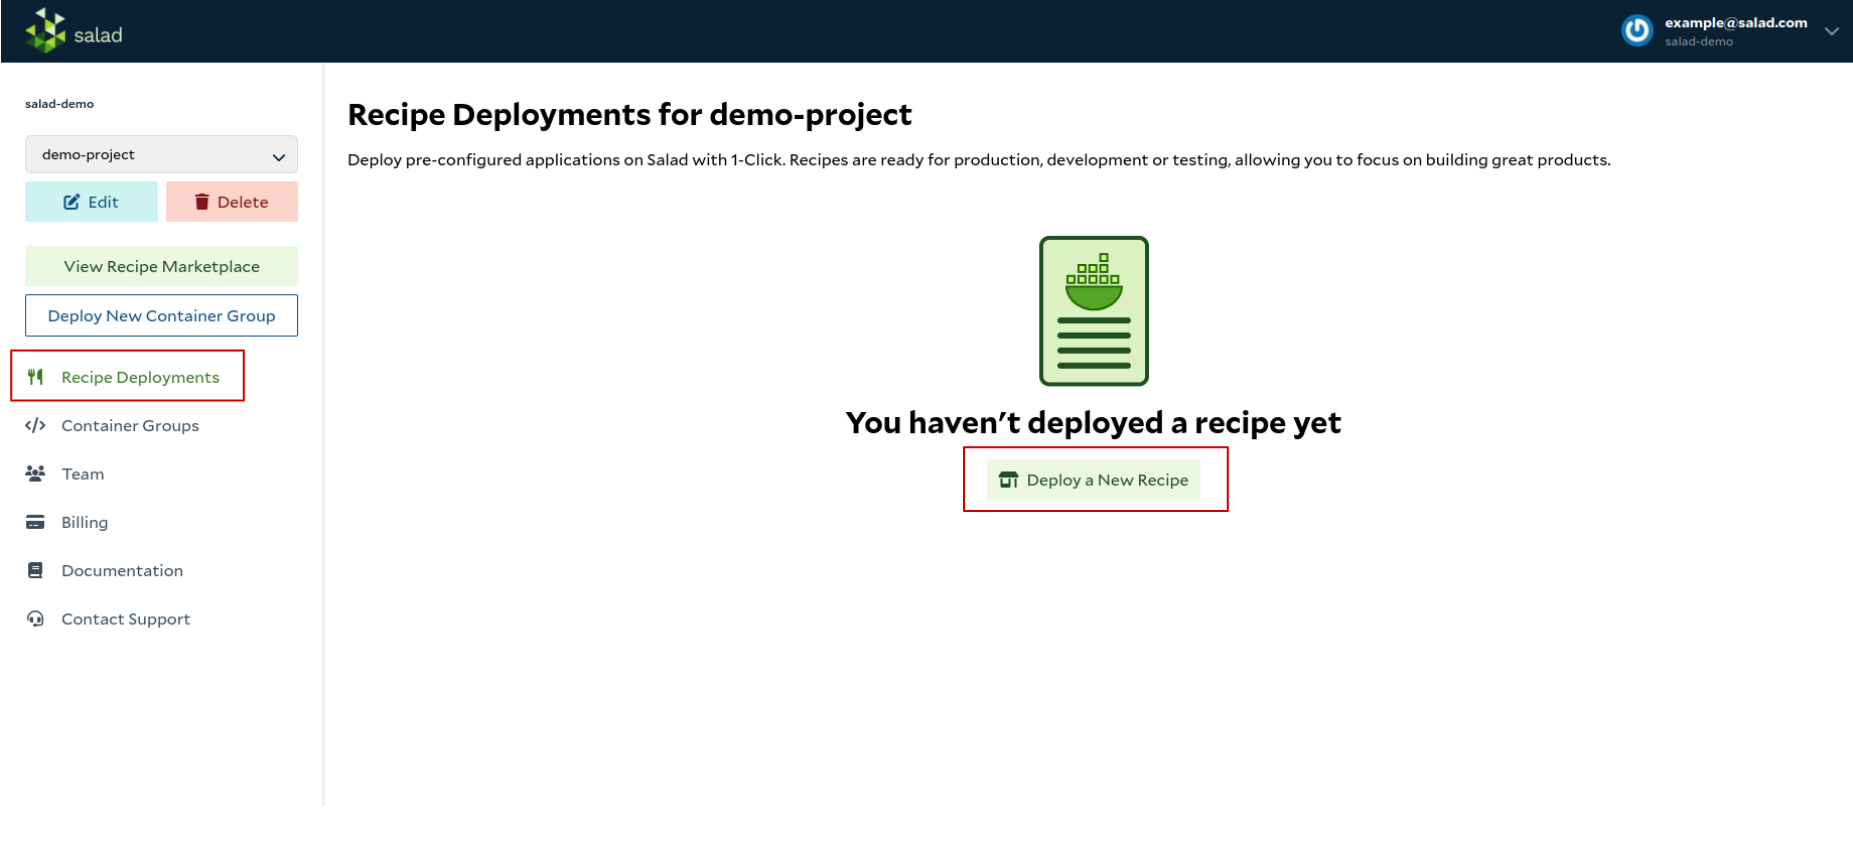 salad
example@salad.com
salad-demo
salad-demo
demo-project
Edit
Delete
View Recipe Marketplace
Deploy New Container Group
Recipe Deployments
Container Groups
Team
Billing
Documentation
Contact Support
Recipe Deployments for demo-project
Deploy pre-configured applications on Salad with 1-Click. Recipes are ready for production, development or testing, allowing you to focus on building great products.
You haven't deployed a recipe yet
Deploy a New Recipe